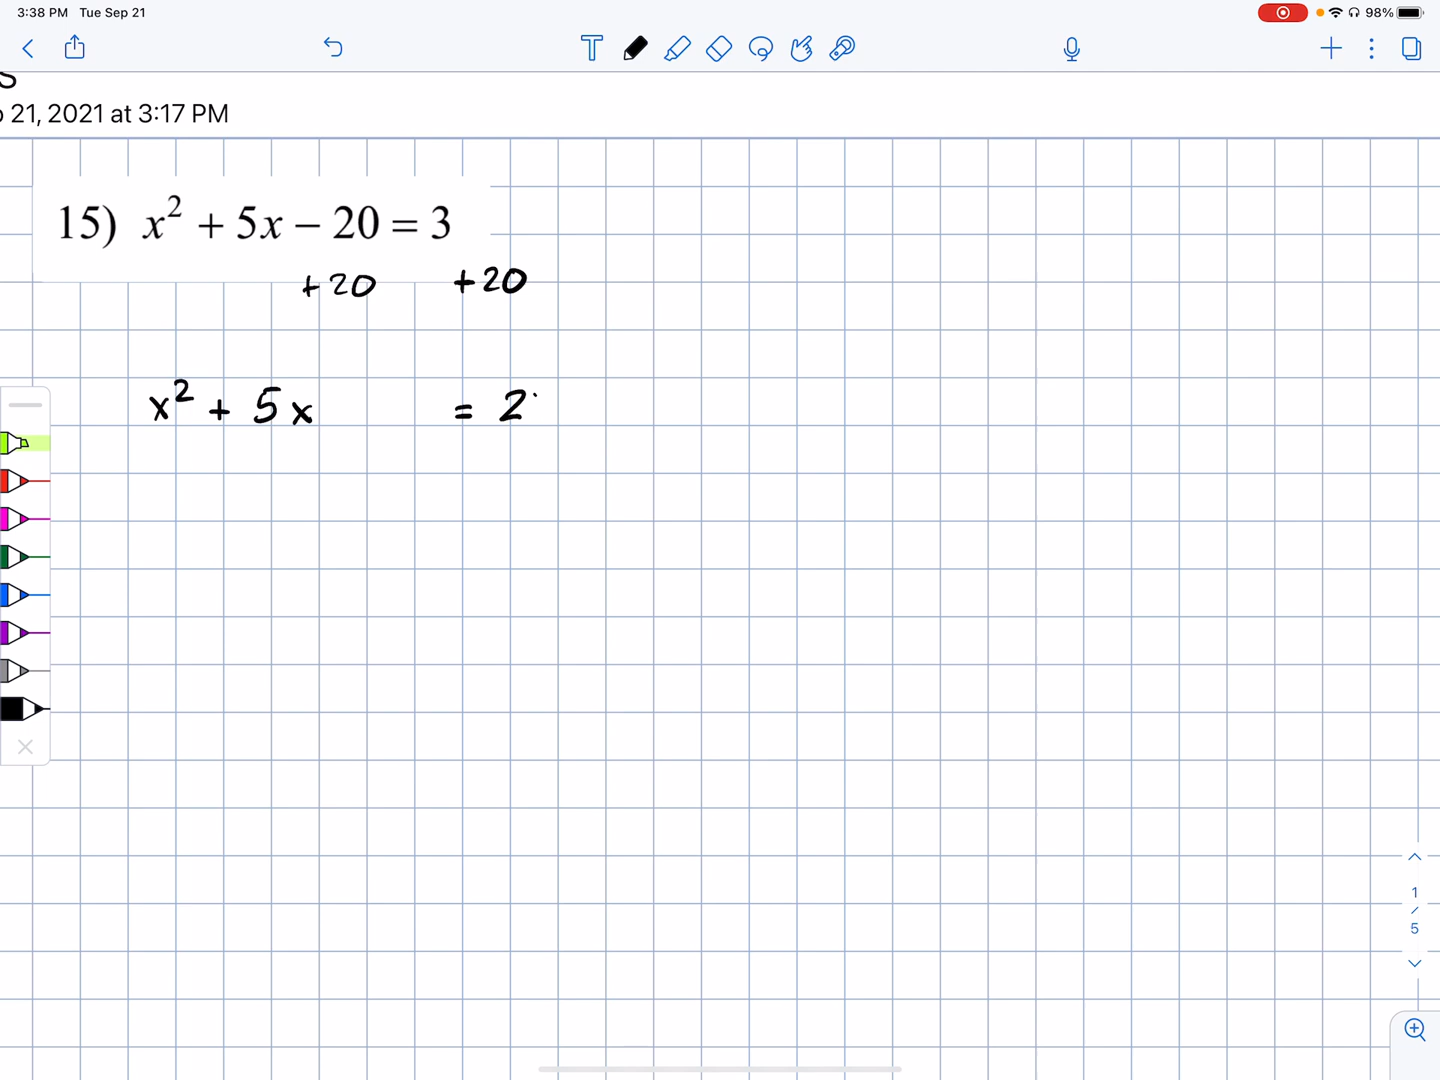 3:38 PM Tue Sep 21 98%
21, 2021 at 3:17 PM
15) x² + 5x − 20 = 3
+20 +20
x² + 5x = 2
1
/
5